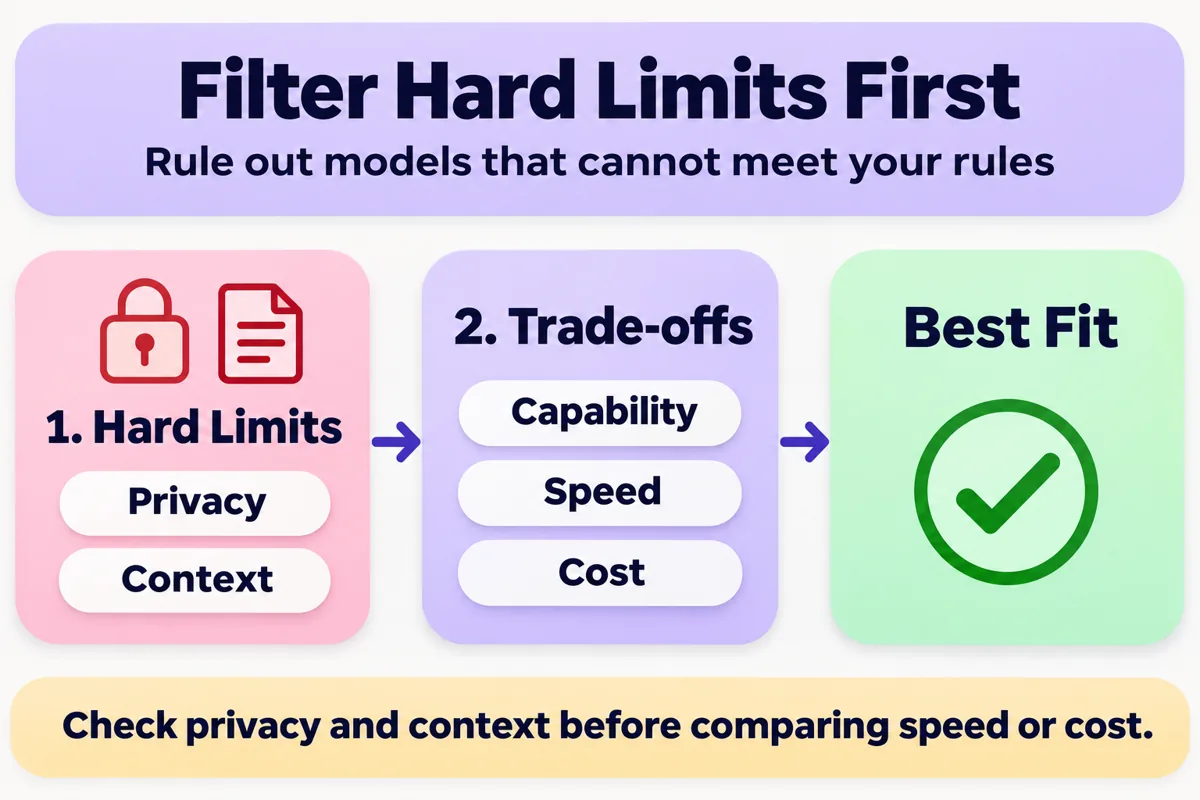 Filter Hard Limits First
Rule out models that cannot meet your rules
1. Hard Limits
Privacy
Context
2. Trade-offs
Capability
Speed
Cost
Best Fit
Check privacy and context before comparing speed or cost.